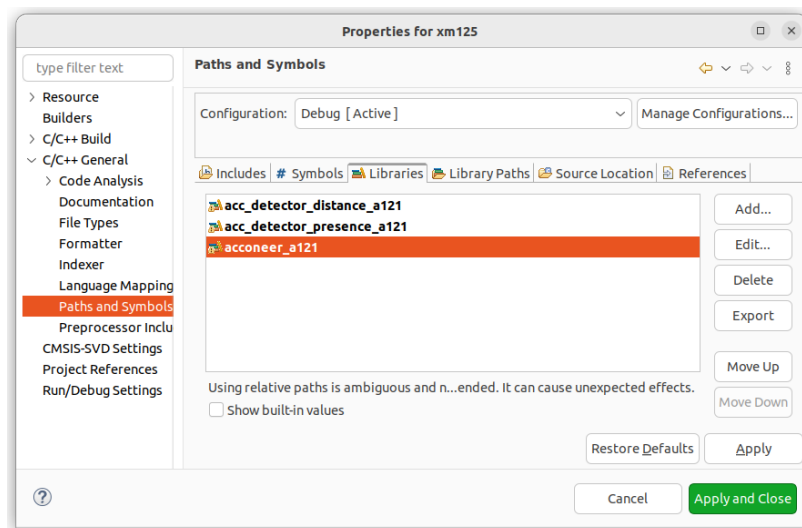 Properties for xm125
type filter text
Resource
Builders
C/C++ Build
C/C++ General
Code Analysis
Documentation
File Types
Formatter
Indexer
Language Mapping
Paths and Symbols
Preprocessor Inclu
CMSIS-SVD Settings
Project References
Run/Debug Settings
Paths and Symbols
Configuration: Debug [Active] Manage Configurations...
Includes # Symbols Libraries Library Paths Source Location References
acc_detector_distance_a121
acc_detector_presence_a121
acconeer_a121
Add...
Edit...
Delete
Export
Move Up
Move Down
Using relative paths is ambiguous and n...ended. It can cause unexpected effects.
Show built-in values
Restore Defaults Apply
Cancel Apply and Close